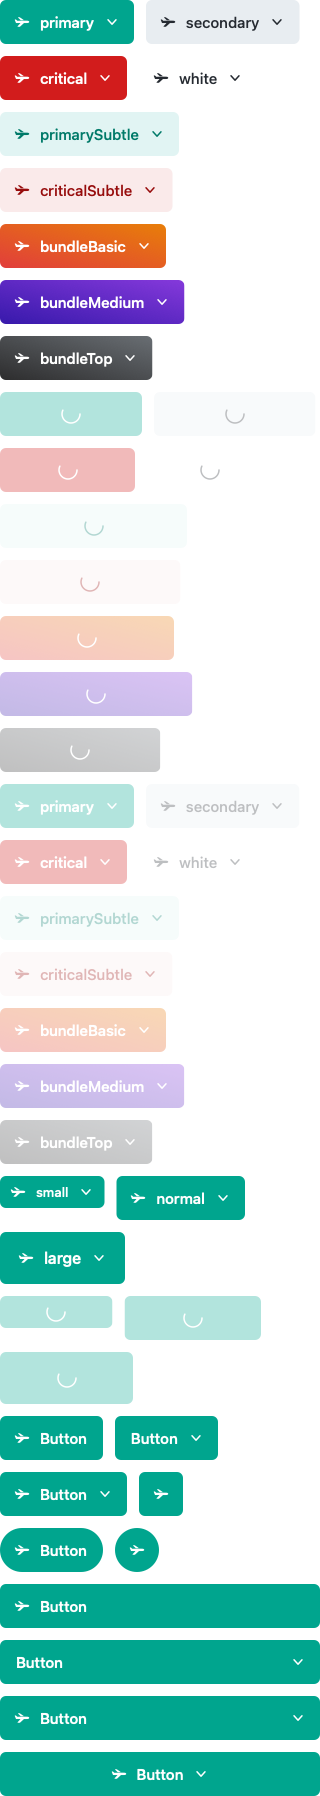 primary secondary
critical white
primarySubtle
criticalSubtle
bundleBasic
bundleMedium
bundleTop
primary secondary
critical white
primarySubtle
criticalSubtle
bundleBasic
bundleMedium
bundleTop
small normal
large
Button Button
Button
Button
Button
Button
Button
Button